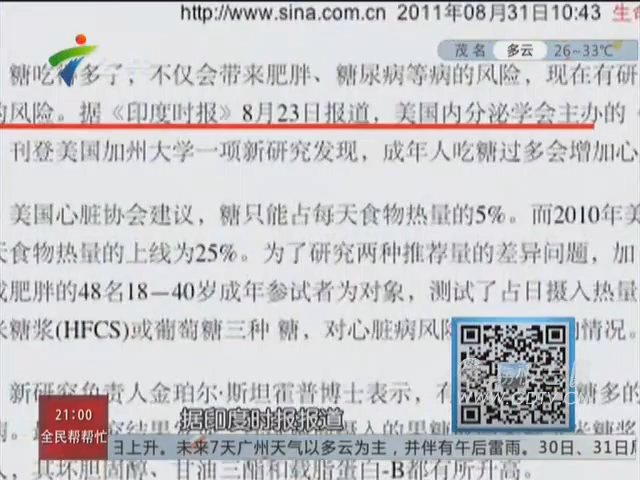 http://www.sina.com.cn 2011年08月31日10:43 生
茂名 多云 26~33℃
糖吃得多了，不仅会带来肥胖、糖尿病等病的风险，现在有研
的风险。据《印度时报》8月23日报道，美国内分泌学会主办的
刊登美国加州大学一项新研究发现，成年人吃糖过多会增加心
美国心脏协会建议，糖只能占每天食物热量的5%。而2010年美
天食物热量的上线为25%。为了研究两种推荐量的差异问题，加
或肥胖的48名18—40岁成年参试者为对象，测试了占日摄入热量
米糖浆(HFCS)或葡萄糖三种 糖，对心脏病风险 的情况。
新研究负责人金珀尔·斯坦霍普博士表示，有 糖多的
21:00
全民帮帮忙
据印度时报报道
日上升。未来7天广州天气以多云为主，井伴有午后雷雨。30日、31日
其坏胆固醇、甘油三酯和载脂蛋白-B都有所升高。